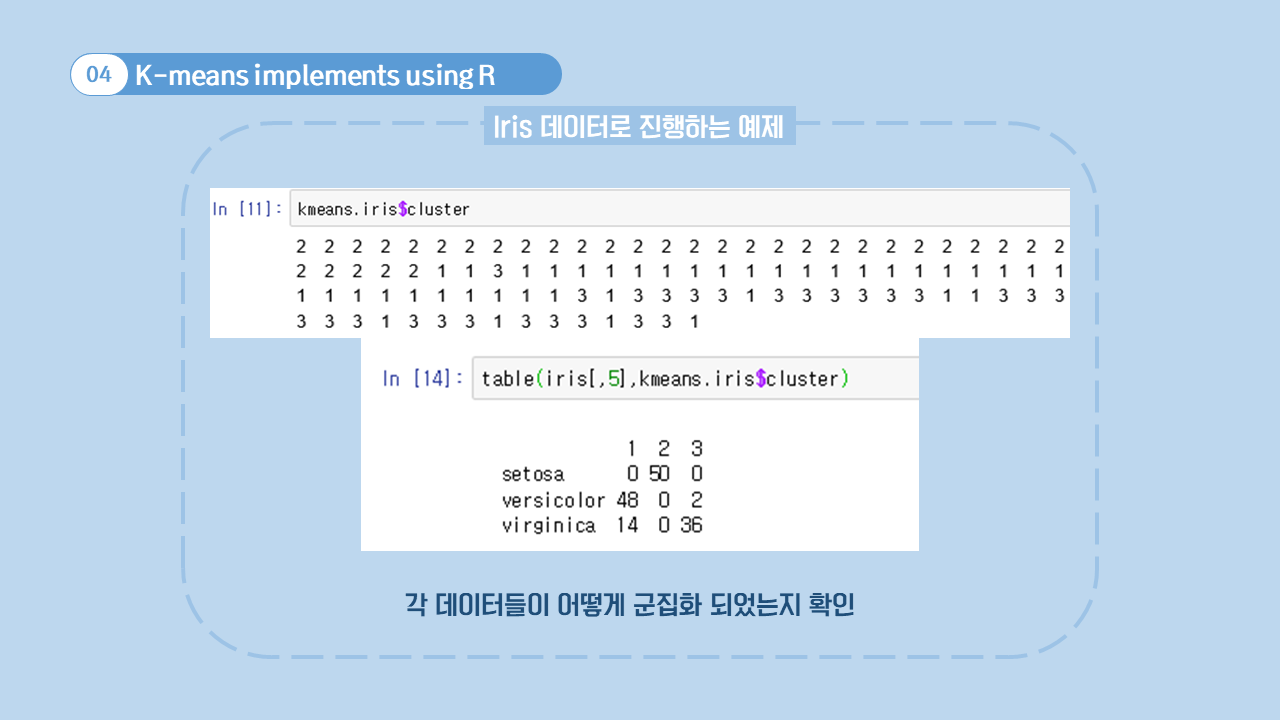 04 K-means implements using R
Iris 데이터로 진행하는 예제
In [11]: kmeans.iris$cluster
2 2 2 2 2 2 2 2 2 2 2 2 2 2 2 2 2 2 2 2 2 2 2 2 2 2 2 2
2 2 2 2 2 1 1 3 1 1 1 1 1 1 1 1 1 1 1 1 1 1 1 1 1 1 1 1
1 1 1 1 1 1 1 1 1 1 3 1 3 3 3 3 1 3 3 3 3 3 3 1 1 3 3 3
3 3 3 1 3 3 3 1 3 3 3 1 3 3 1
In [14]: table(iris[,5],kmeans.iris$cluster)
1 2 3
setosa 0 50 0
versicolor 48 0 2
virginica 14 0 36
각 데이터들이 어떻게 군집화 되었는지 확인